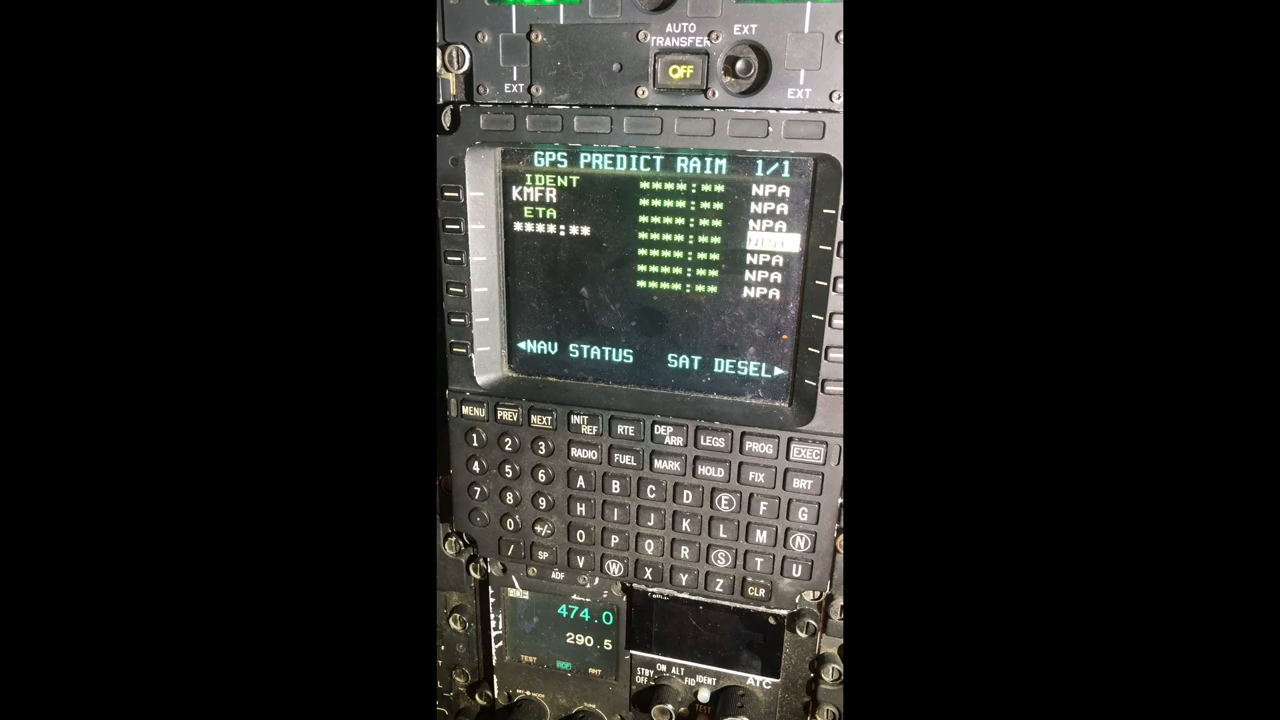 AUTO EXT
TRANSFER
OFF
EXT EXT
GPS PREDICT RAIM 1/1
IDENT ****:** NPA
KMFR ****:** NPA
ETA ****:** NPA
****:** ****:**
****:** NPA
****:** NPA
****:** NPA
◀NAV STATUS SAT DESEL▶
MENU PREV NEXT INIT REF RTE DEP ARR LEGS PROG EXEC
1 2 3 RADIO FUEL MARK HOLD FIX BRT
4 5 6 A B C D E F G
7 8 9 H I J K L M N
. 0 +/- O P Q R S T U
/ SP V W X Y Z CLR
ADF
ADF
474.0
290.5
TEST ADF ANT
ON ALT
STBY IDENT ATC
OFF
TEST